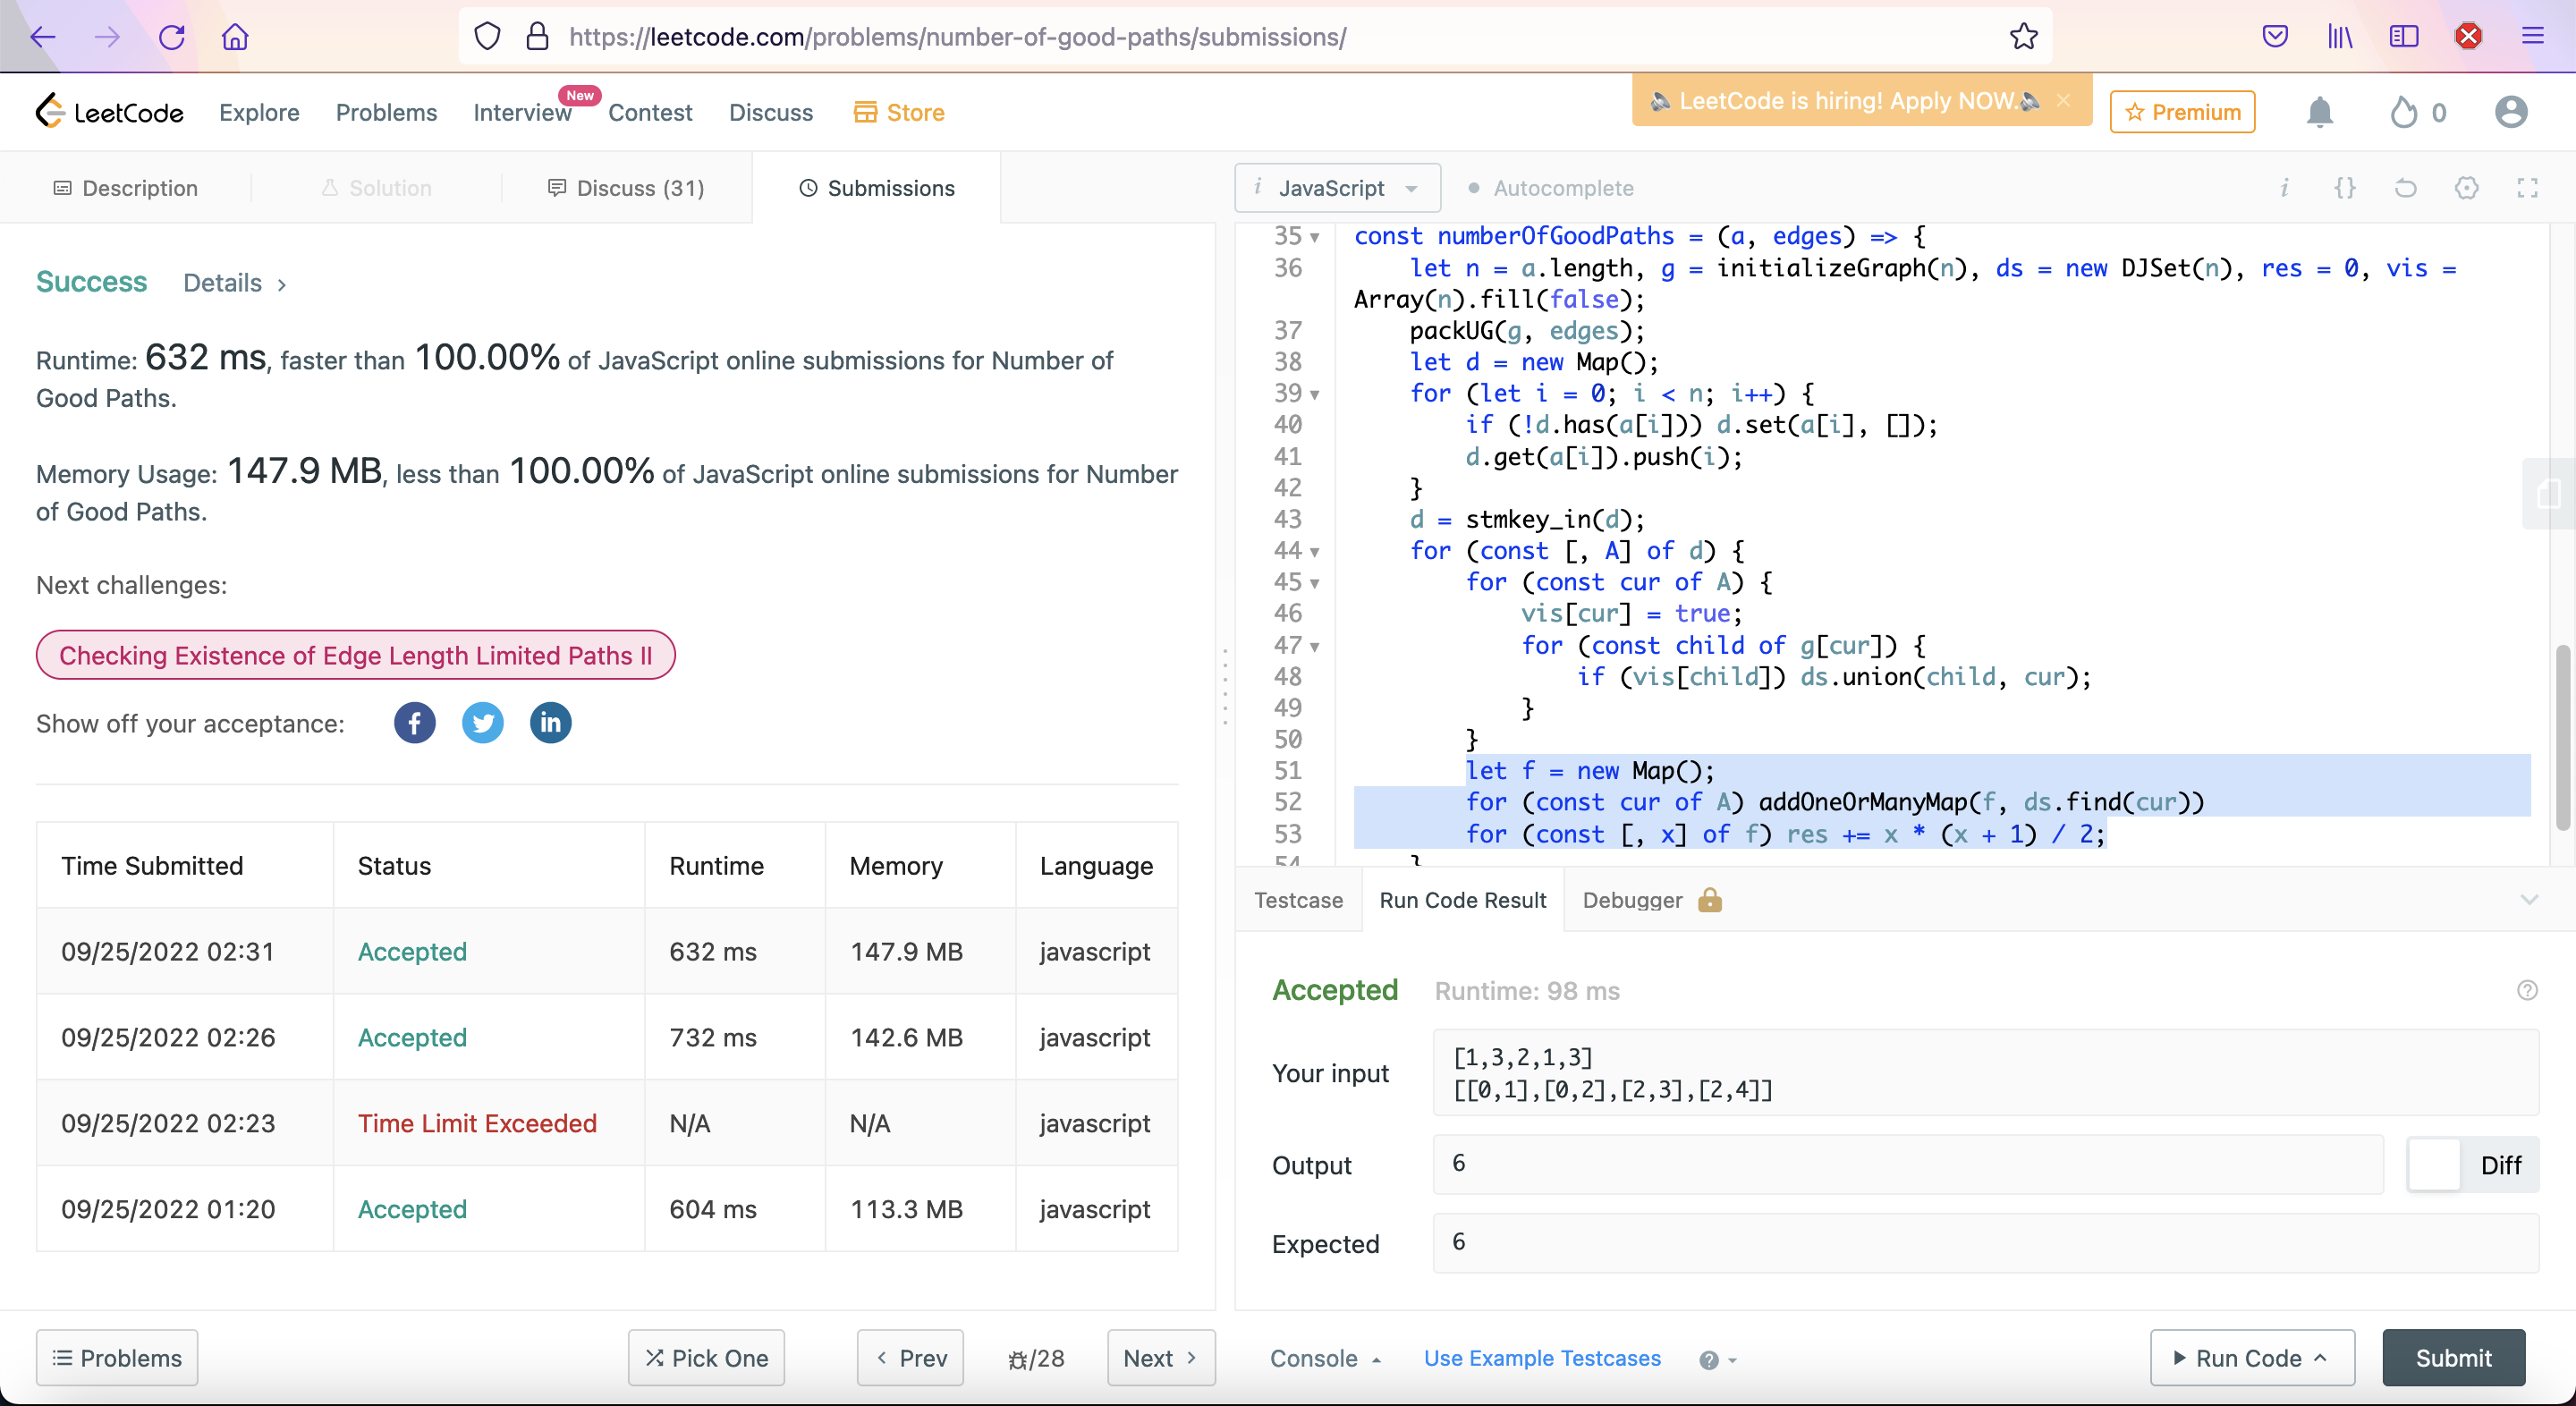 https://leetcode.com/problems/number-of-good-paths/submissions/
LeetCode
Explore
Problems
Interview
New
Contest
Discuss
Store
LeetCode is hiring! Apply NOW.
Premium
0
Description
Solution
Discuss (31)
Submissions
Success
Details
Runtime: 632 ms, faster than 100.00% of JavaScript online submissions for Number of
Good Paths.
Memory Usage: 147.9 MB, less than 100.00% of JavaScript online submissions for Number
of Good Paths.
Next challenges:
Checking Existence of Edge Length Limited Paths II
Show off your acceptance:
Time Submitted Status Runtime Memory Language
09/25/2022 02:31 Accepted 632 ms 147.9 MB javascript
09/25/2022 02:26 Accepted 732 ms 142.6 MB javascript
09/25/2022 02:23 Time Limit Exceeded N/A N/A javascript
09/25/2022 01:20 Accepted 604 ms 113.3 MB javascript
Problems
Pick One
Prev
/28
Next
i JavaScript
Autocomplete
i {}
35 const numberOfGoodPaths = (a, edges) => {
36 let n = a.length, g = initializeGraph(n), ds = new DJSet(n), res = 0, vis =
Array(n).fill(false);
37 packUG(g, edges);
38 let d = new Map();
39 for (let i = 0; i < n; i++) {
40 if (!d.has(a[i])) d.set(a[i], []);
41 d.get(a[i]).push(i);
42 }
43 d = stmkey_in(d);
44 for (const [, A] of d) {
45 for (const cur of A) {
46 vis[cur] = true;
47 for (const child of g[cur]) {
48 if (vis[child]) ds.union(child, cur);
49 }
50 }
51 let f = new Map();
52 for (const cur of A) addOneOrManyMap(f, ds.find(cur))
53 for (const [, x] of f) res += x * (x + 1) / 2;
54 }
Testcase
Run Code Result
Debugger
Accepted
Runtime: 98 ms
Your input
[1,3,2,1,3]
[[0,1],[0,2],[2,3],[2,4]]
Output
6
Diff
Expected
6
Console
Use Example Testcases
Run Code
Submit